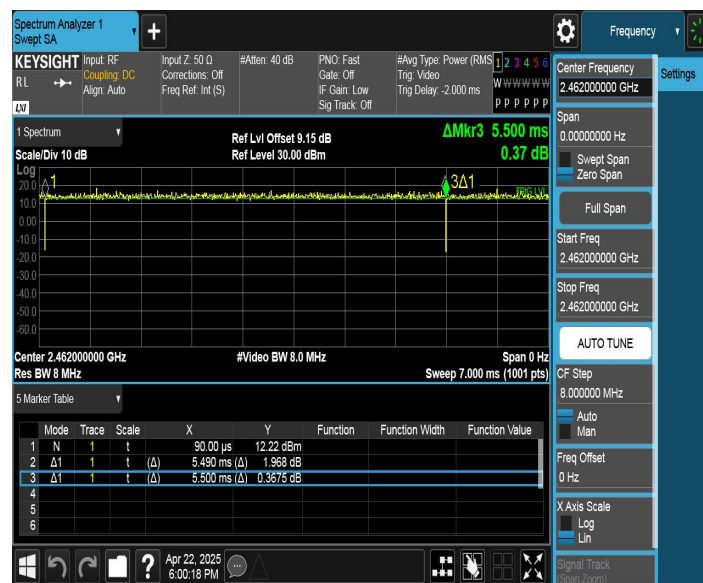 Spectrum Analyzer 1
Swept SA
Frequency
KEYSIGHT
RL
LXI
Input: RF
Coupling: DC
Align: Auto
Input Z: 50 Ω
Corrections: Off
Freq Ref: Int (S)
#Atten: 40 dB
PNO: Fast
Gate: Off
IF Gain: Low
Sig Track: Off
#Avg Type: Power (RMS
Trig: Video
Trig Delay: -2.000 ms
1 2 3 4 5 6
W W W W W W
P P P P P P
Settings
1 Spectrum
Scale/Div 10 dB
Ref Lvl Offset 9.15 dB
Ref Level 30.00 dBm
ΔMkr3 5.500 ms
0.37 dB
Log
20.0
10.0
0.00
-10.0
-20.0
-30.0
-40.0
-50.0
-60.0
1
3Δ1
TRIG LVL
Center 2.462000000 GHz
#Video BW 8.0 MHz
Span 0 Hz
Res BW 8 MHz
Sweep 7.000 ms (1001 pts)
5 Marker Table
Mode Trace Scale X Y Function Function Width Function Value
1 N 1 t 90.00 µs 12.22 dBm
2 Δ1 1 t (Δ) 5.490 ms (Δ) 1.968 dB
3 Δ1 1 t (Δ) 5.500 ms (Δ) 0.3675 dB
4
5
6
Center Frequency
2.462000000 GHz
Span
0.00000000 Hz
Swept Span
Zero Span
Full Span
Start Freq
2.462000000 GHz
Stop Freq
2.462000000 GHz
AUTO TUNE
CF Step
8.000000 MHz
Auto
Man
Freq Offset
0 Hz
X Axis Scale
Log
Lin
Signal Track
(Span Zoom)
?
Apr 22, 2025
6:00:18 PM